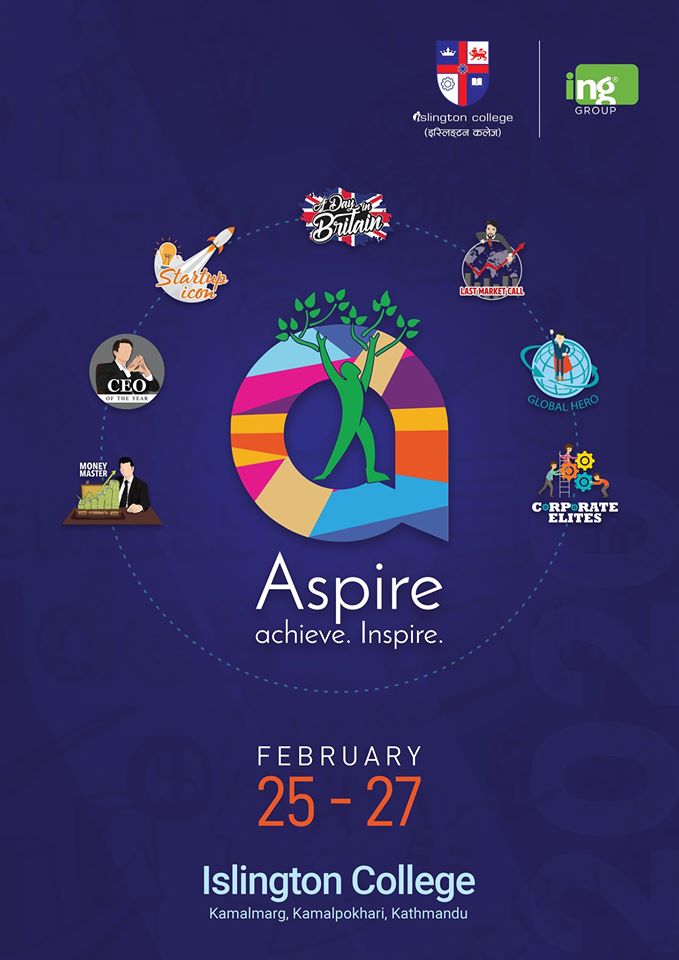 islington college
(इस्लिङ्टन कलेज)
ing®
GROUP
A Day in
Britain
Startup
icon
LAST MARKET CALL
CEO
OF THE YEAR
GLOBAL HERO
MONEY
MASTER
CORPORATE
ELITES
a
Aspire
achieve. Inspire.
FEBRUARY
25 - 27
Islington College
Kamalmarg, Kamalpokhari, Kathmandu
2020